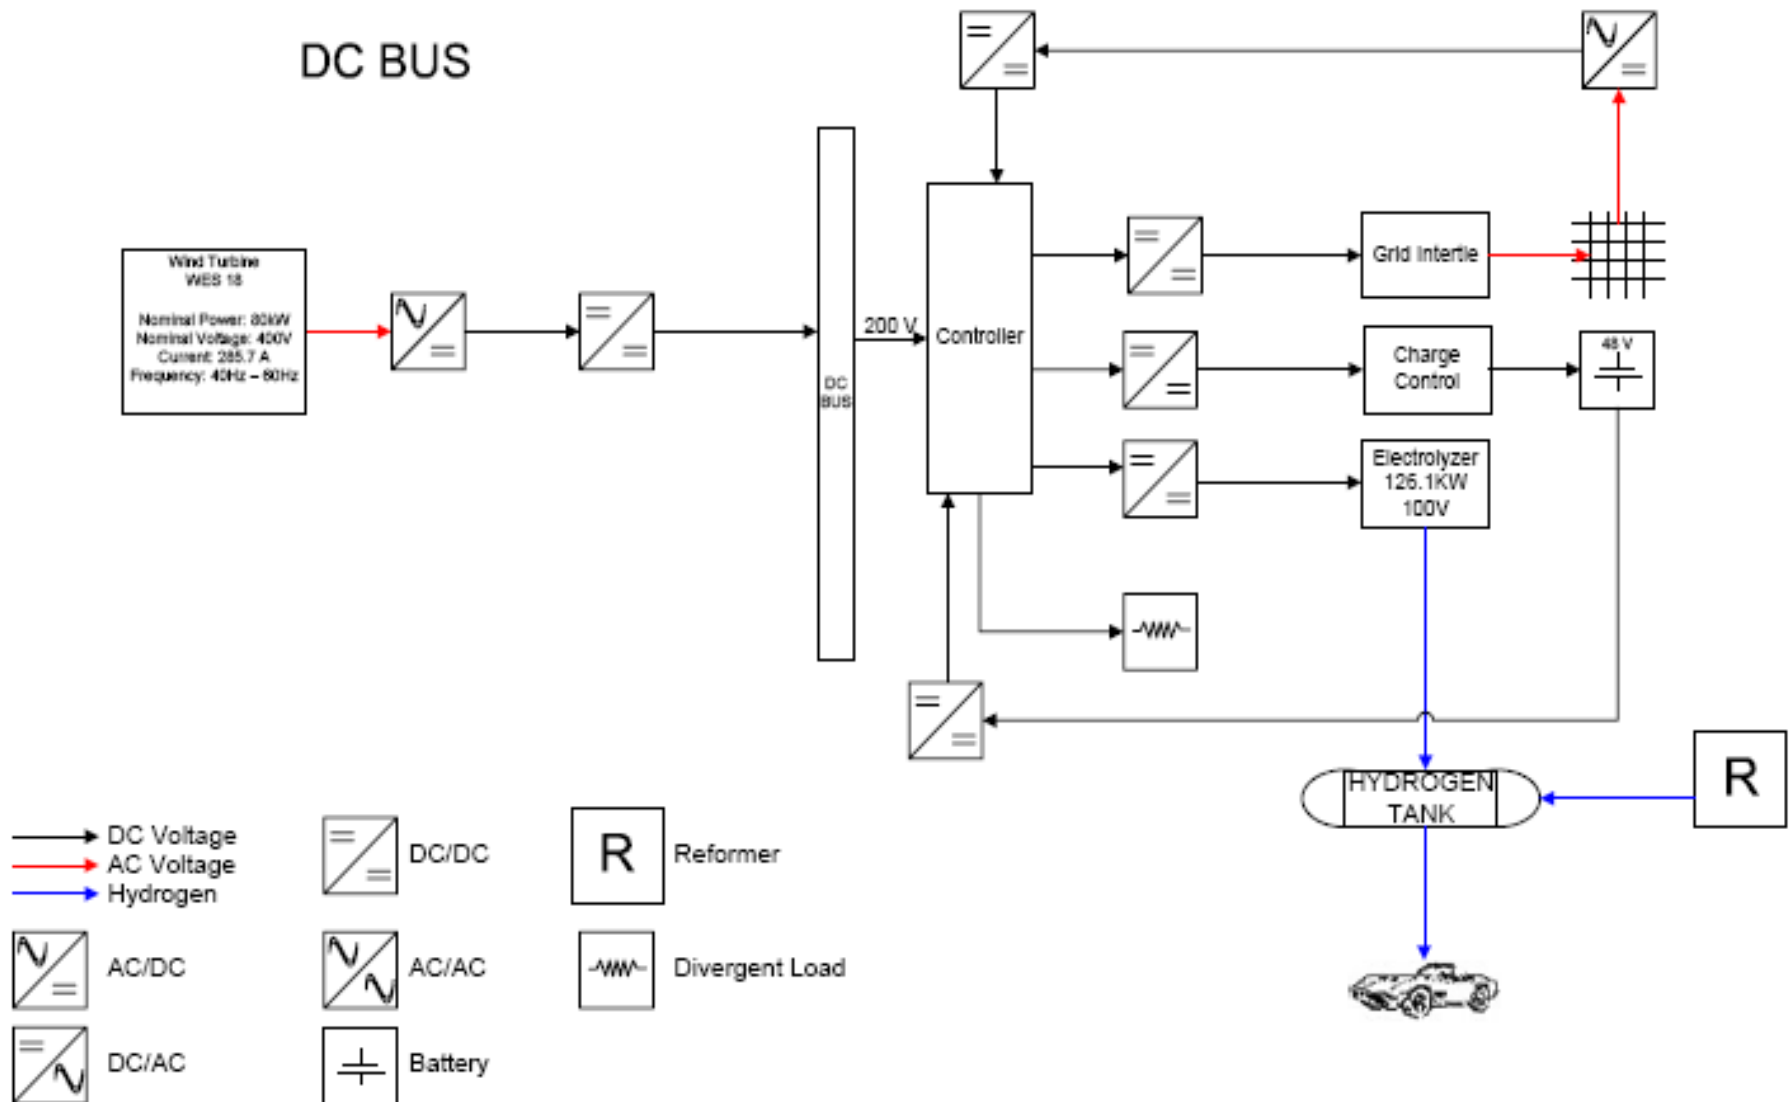 DC BUS
Wind Turbine
WES 18
Nominal Power: 80kW
Nominal Voltage: 400V
Current: 285.7 A
Frequency: 40Hz – 60Hz
DC
BUS
200 V
Controller
Grid Intertie
Charge
Control
48 V
Electrolyzer
126.1KW
100V
HYDROGEN
TANK
R
DC Voltage
AC Voltage
Hydrogen
DC/DC
R
Reformer
AC/DC
AC/AC
Divergent Load
DC/AC
Battery